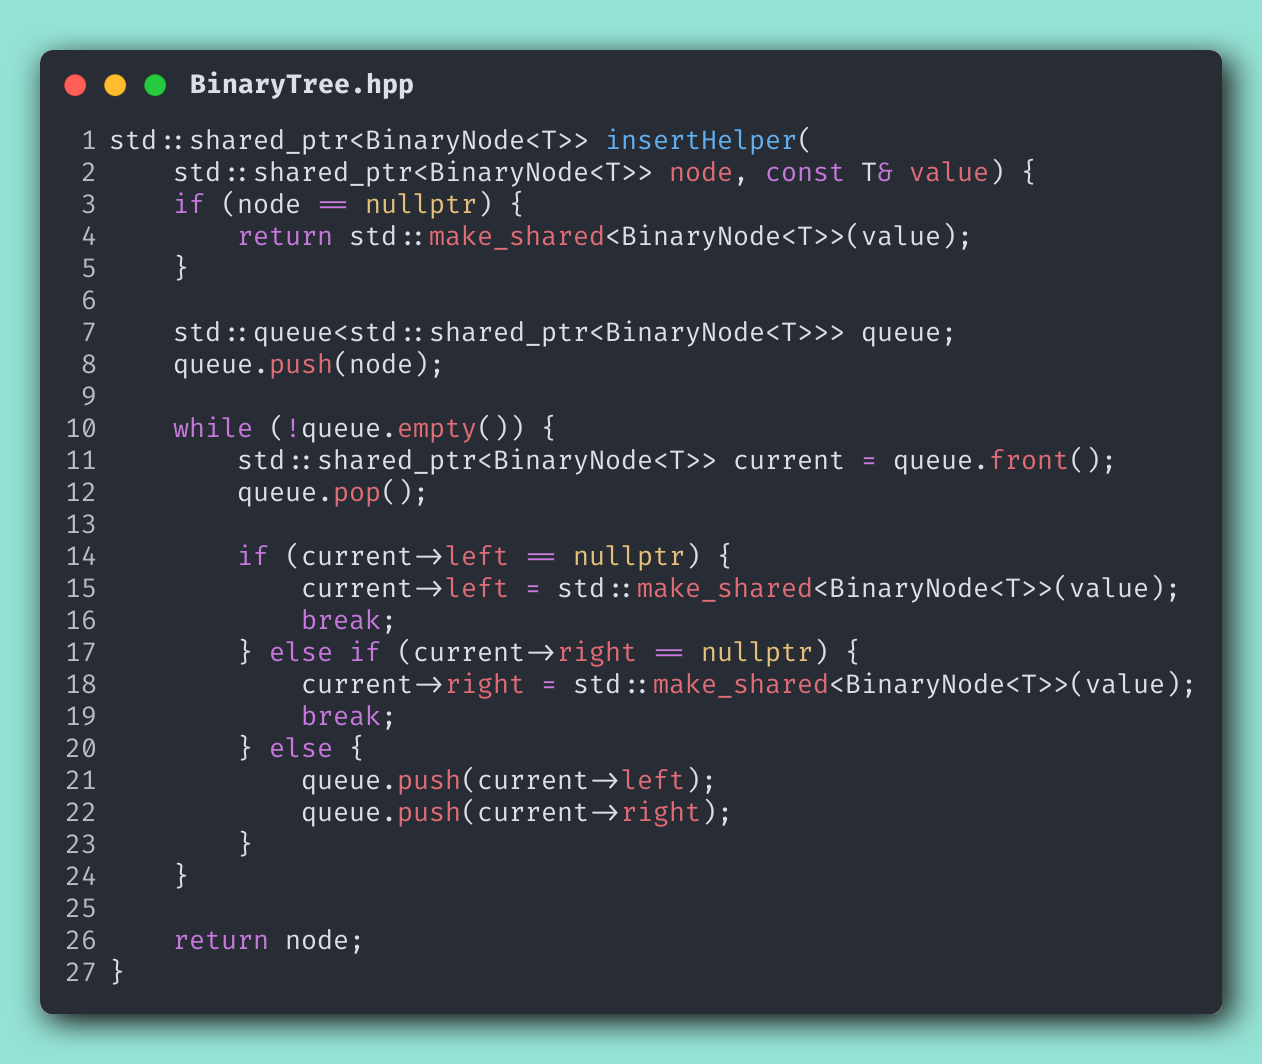 BinaryTree.hpp
1 std::shared_ptr<BinaryNode<T>> insertHelper(
2     std::shared_ptr<BinaryNode<T>> node, const T& value) {
3     if (node == nullptr) {
4         return std::make_shared<BinaryNode<T>>(value);
5     }
6
7     std::queue<std::shared_ptr<BinaryNode<T>>> queue;
8     queue.push(node);
9
10     while (!queue.empty()) {
11         std::shared_ptr<BinaryNode<T>> current = queue.front();
12         queue.pop();
13
14         if (current->left == nullptr) {
15             current->left = std::make_shared<BinaryNode<T>>(value);
16             break;
17         } else if (current->right == nullptr) {
18             current->right = std::make_shared<BinaryNode<T>>(value);
19             break;
20         } else {
21             queue.push(current->left);
22             queue.push(current->right);
23         }
24     }
25
26     return node;
27 }